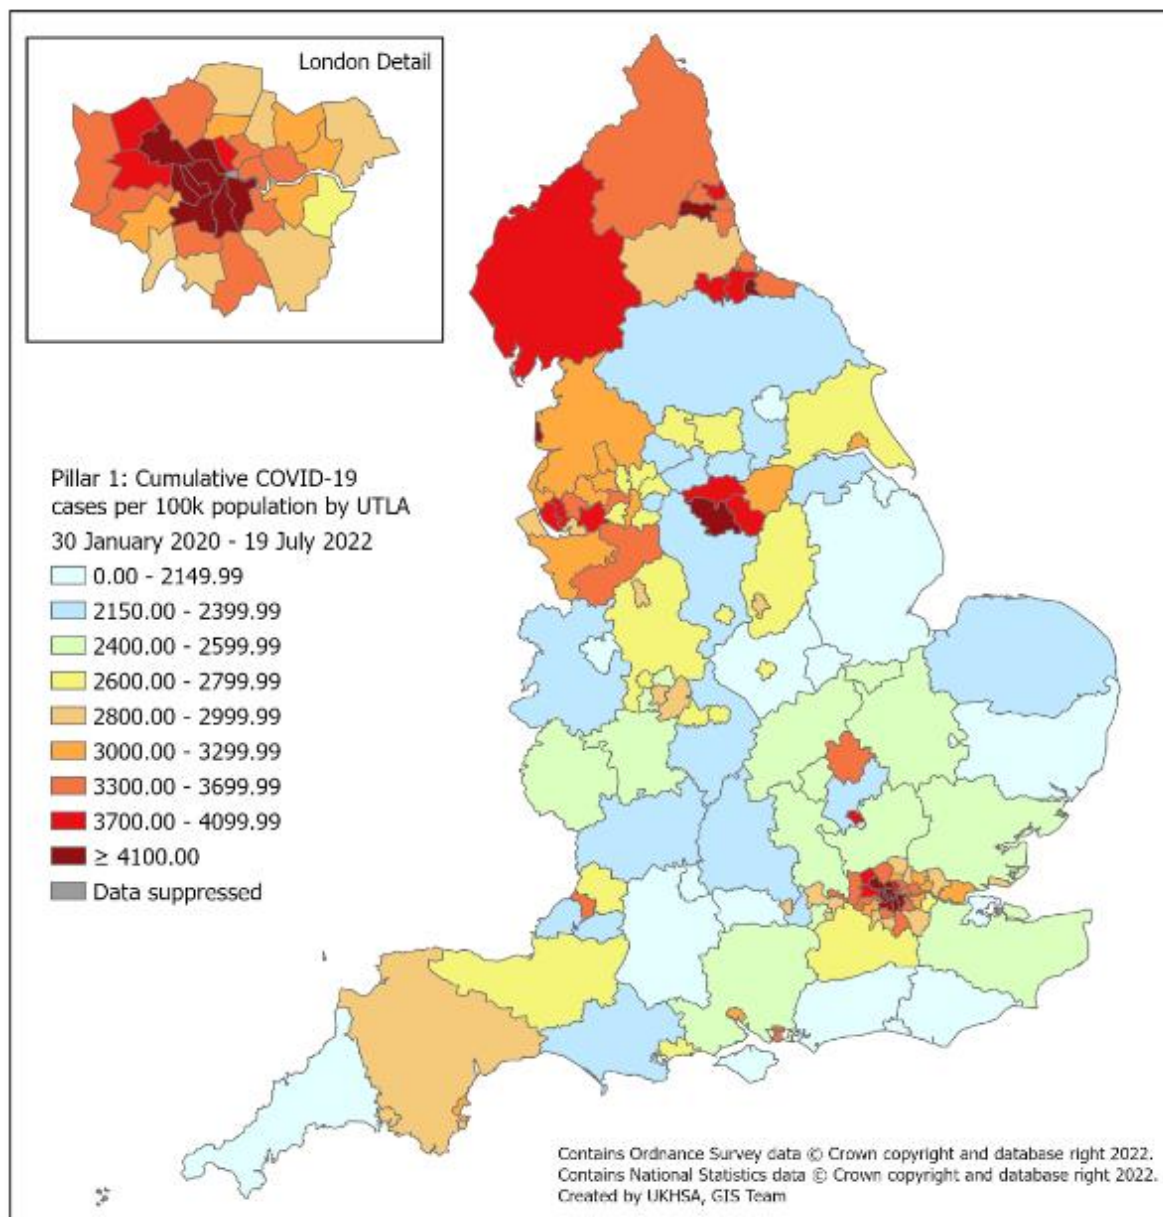 London Detail
Pillar 1: Cumulative COVID-19
cases per 100k population by UTLA
30 January 2020 - 19 July 2022
0.00 - 2149.99
2150.00 - 2399.99
2400.00 - 2599.99
2600.00 - 2799.99
2800.00 - 2999.99
3000.00 - 3299.99
3300.00 - 3699.99
3700.00 - 4099.99
≥ 4100.00
Data suppressed
Contains Ordnance Survey data © Crown copyright and database right 2022.
Contains National Statistics data © Crown copyright and database right 2022.
Created by UKHSA, GIS Team